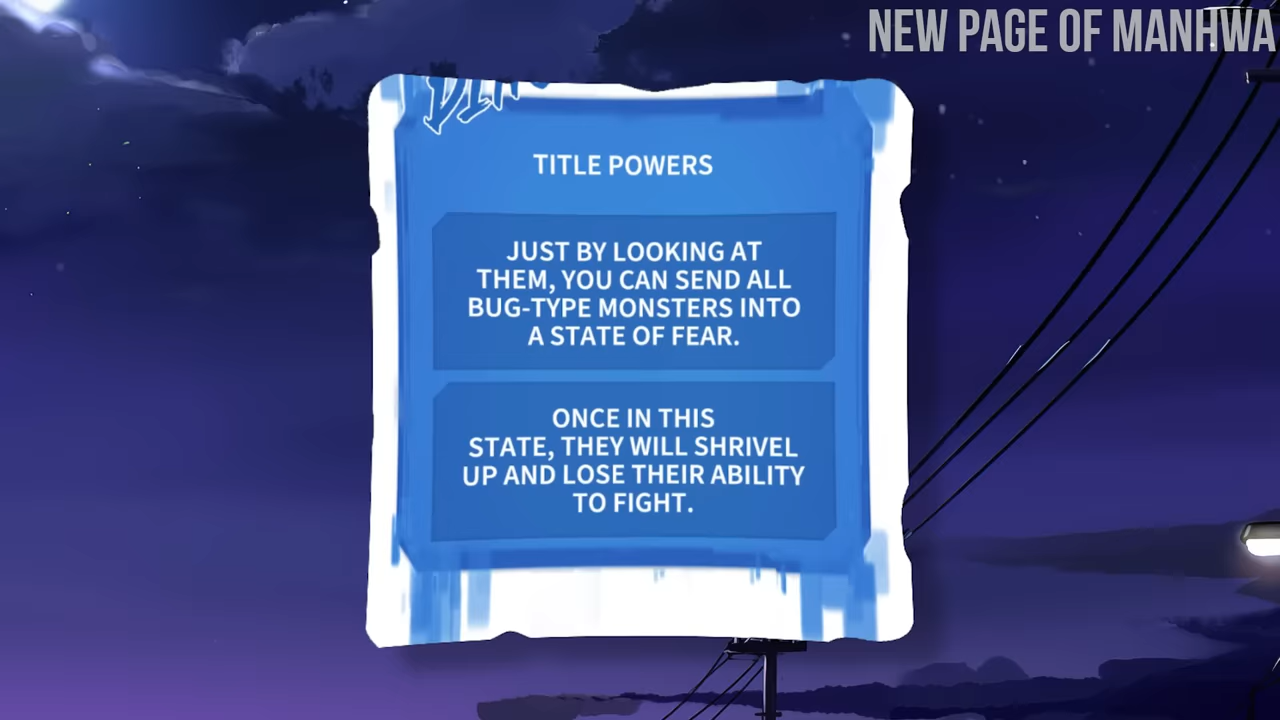 NEW PAGE OF MANHWA
TITLE POWERS
JUST BY LOOKING AT
THEM, YOU CAN SEND ALL
BUG-TYPE MONSTERS INTO
A STATE OF FEAR.
ONCE IN THIS
STATE, THEY WILL SHRIVEL
UP AND LOSE THEIR ABILITY
TO FIGHT.